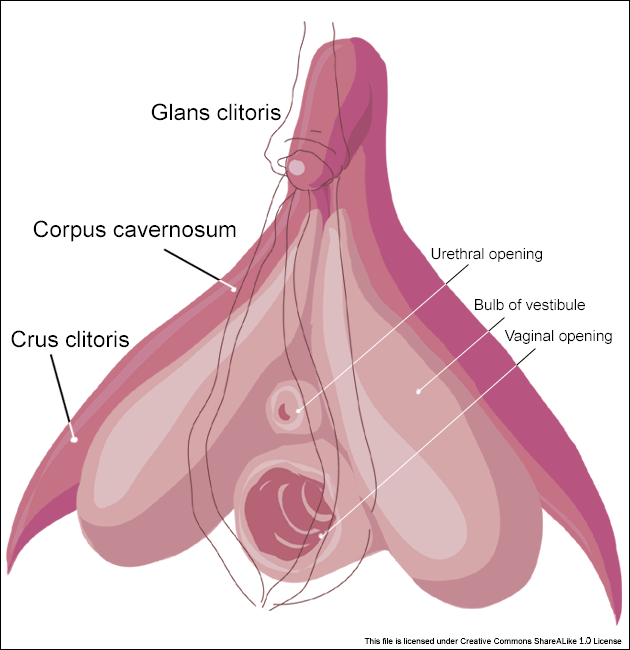 Glans clitoris
Corpus cavernosum
Urethral opening
Bulb of vestibule
Vaginal opening
Crus clitoris
This file is licensed under Creative Commons ShareALike 1.0 License